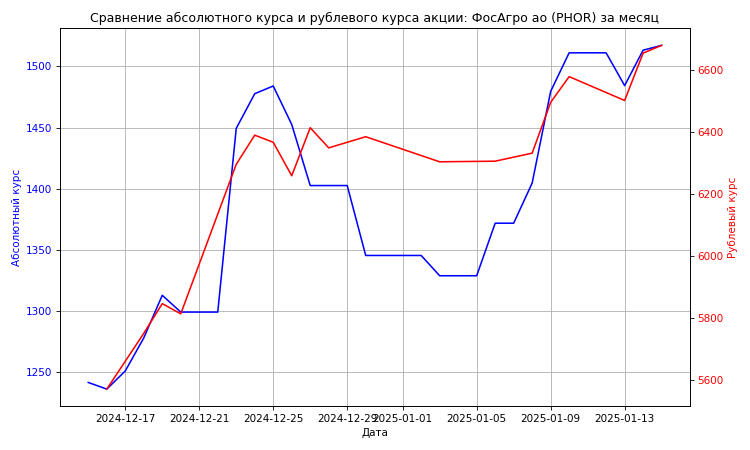 Сравнение абсолютного курса и рублевого курса акции: ФосАгро ао (PHOR) за месяц
Абсолютный курс
1500
1450
1400
1350
1300
1250
6600
6400
6200
6000
5800
5600
Рублевый курс
2024-12-17 2024-12-21 2024-12-25 2024-12-29 2025-01-01 2025-01-05 2025-01-09 2025-01-13
Дата